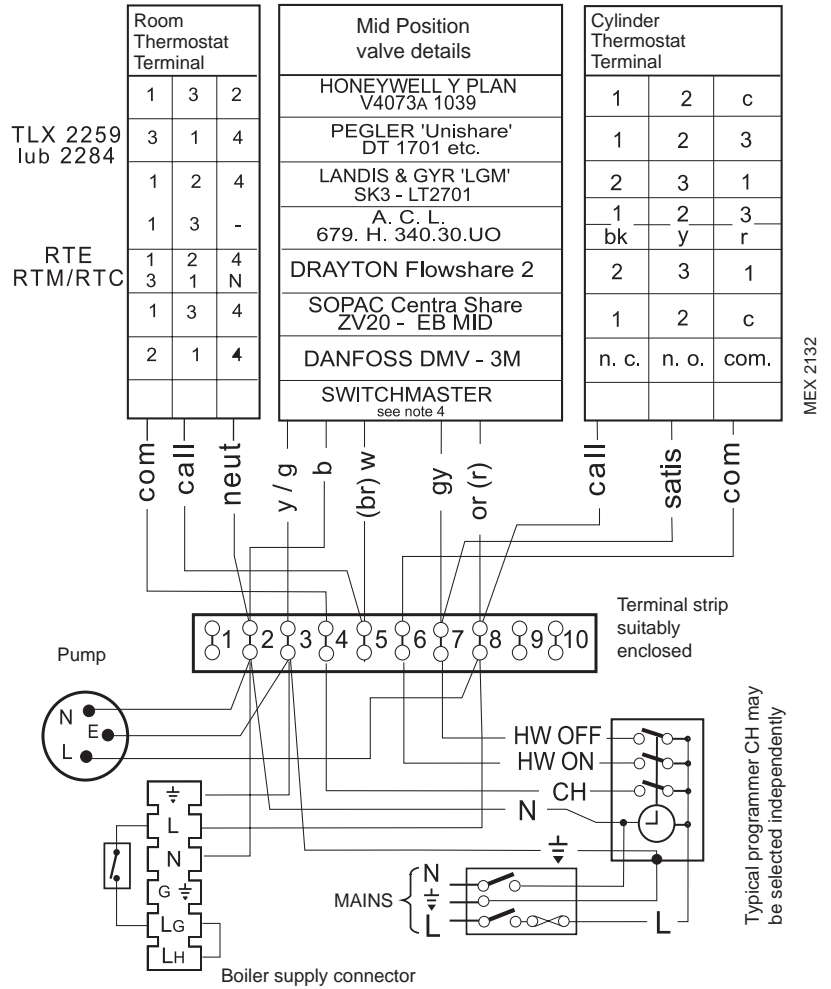 Room
Thermostat
Terminal
Mid Position
valve details
Cylinder
Thermostat
Terminal
1 3 2
HONEYWELL Y PLAN
V4073A 1039
1 2 c
TLX 2259
lub 2284
3 1 4
PEGLER 'Unishare'
DT 1701 etc.
1 2 3
1 2 4
LANDIS & GYR 'LGM'
SK3 - LT2701
2 3 1
1 3 -
A. C. L.
679. H. 340.30.UO
1 2 3
bk y r
RTE
RTM/RTC
1 2 4
3 1 N
DRAYTON Flowshare 2
2 3 1
1 3 4
SOPAC Centra Share
ZV20 - EB MID
1 2 c
2 1 4
DANFOSS DMV - 3M
n. c. n. o. com.
SWITCHMASTER
see note 4
MEX 2132
com
call
neut
y / g
b
(br) w
gy
or (r)
call
satis
com
1 2 3 4 5 6 7 8 9 10
Terminal strip
suitably
enclosed
Pump
N
E
L
HW OFF
HW ON
CH
N
L
N
G
LG
LH
MAINS
N
L
L
Boiler supply connector
Typical programmer CH may
be selected independently